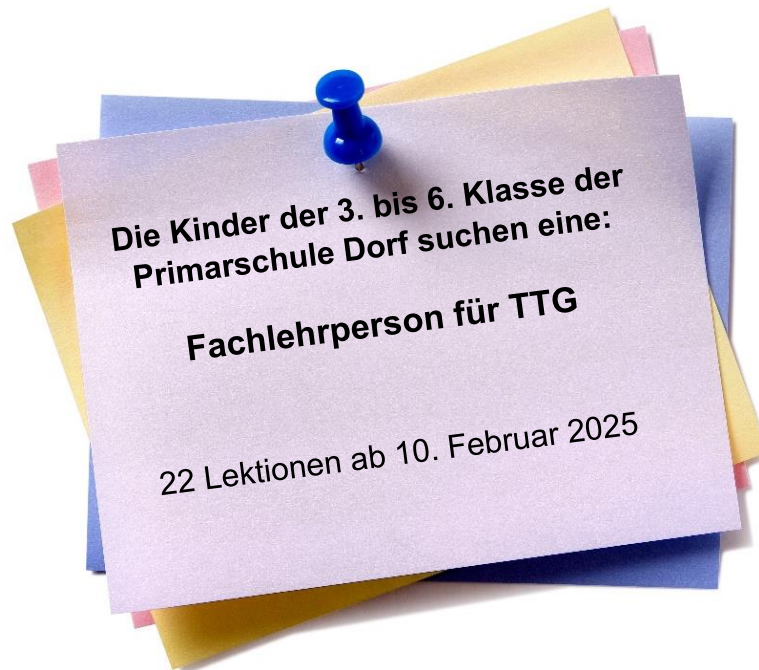 Die Kinder der 3. bis 6. Klasse der
Primarschule Dorf suchen eine:
Fachlehrperson für TTG
22 Lektionen ab 10. Februar 2025